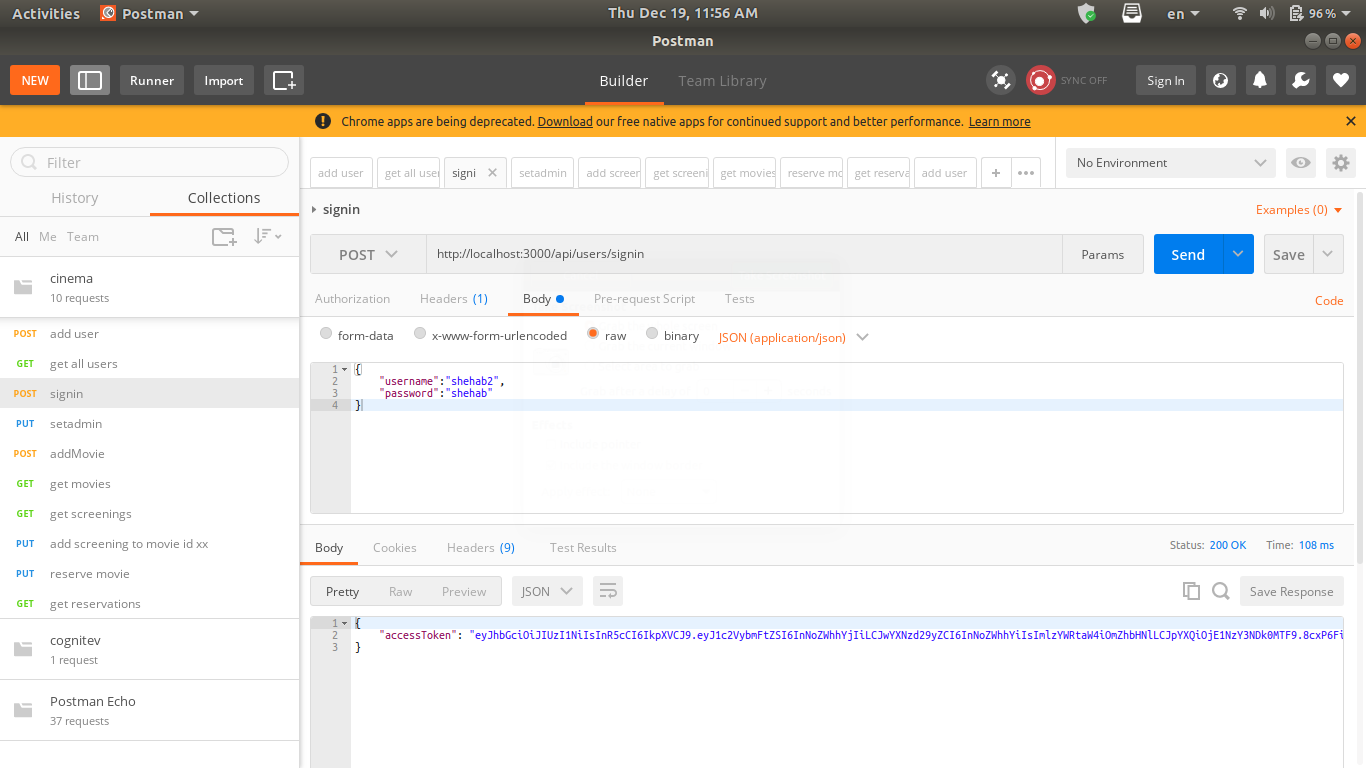 Activities Postman Thu Dec 19, 11:56 AM en 96%
Postman
NEW Runner Import Builder Team Library SYNC OFF Sign In
Chrome apps are being deprecated. Download our free native apps for continued support and better performance. Learn more
Filter
History Collections
All Me Team
cinema
10 requests
POST add user
GET get all users
POST signin
PUT setadmin
POST addMovie
GET get movies
GET get screenings
PUT add screening to movie id xx
PUT reserve movie
GET get reservations
cognitev
1 request
Postman Echo
37 requests
add user get all user signi setadmin add screen get screeni get movies reserve mo get reserva add user + •••
No Environment
signin Examples (0)
POST http://localhost:3000/api/users/signin Params Send Save
Authorization Headers (1) Body Pre-request Script Tests Code
form-data x-www-form-urlencoded raw binary JSON (application/json)
1 {
2 "username":"shehab2",
3 "password":"shehab"
4 }
Body Cookies Headers (9) Test Results Status: 200 OK Time: 108 ms
Pretty Raw Preview JSON Save Response
1 {
2 "accessToken": "eyJhbGciOiJIUzI1NiIsInR5cCI6IkpXVCJ9.eyJ1c2VybmFtZSI6InNoZWhhYjIiLCJwYXNzd29yZCI6InNoZWhhYiIsImlzYWRtaW4iOmZhbHNlLCJpYXQiOjE1NzY3NDk0MTF9.8cxP6Fi
3 }